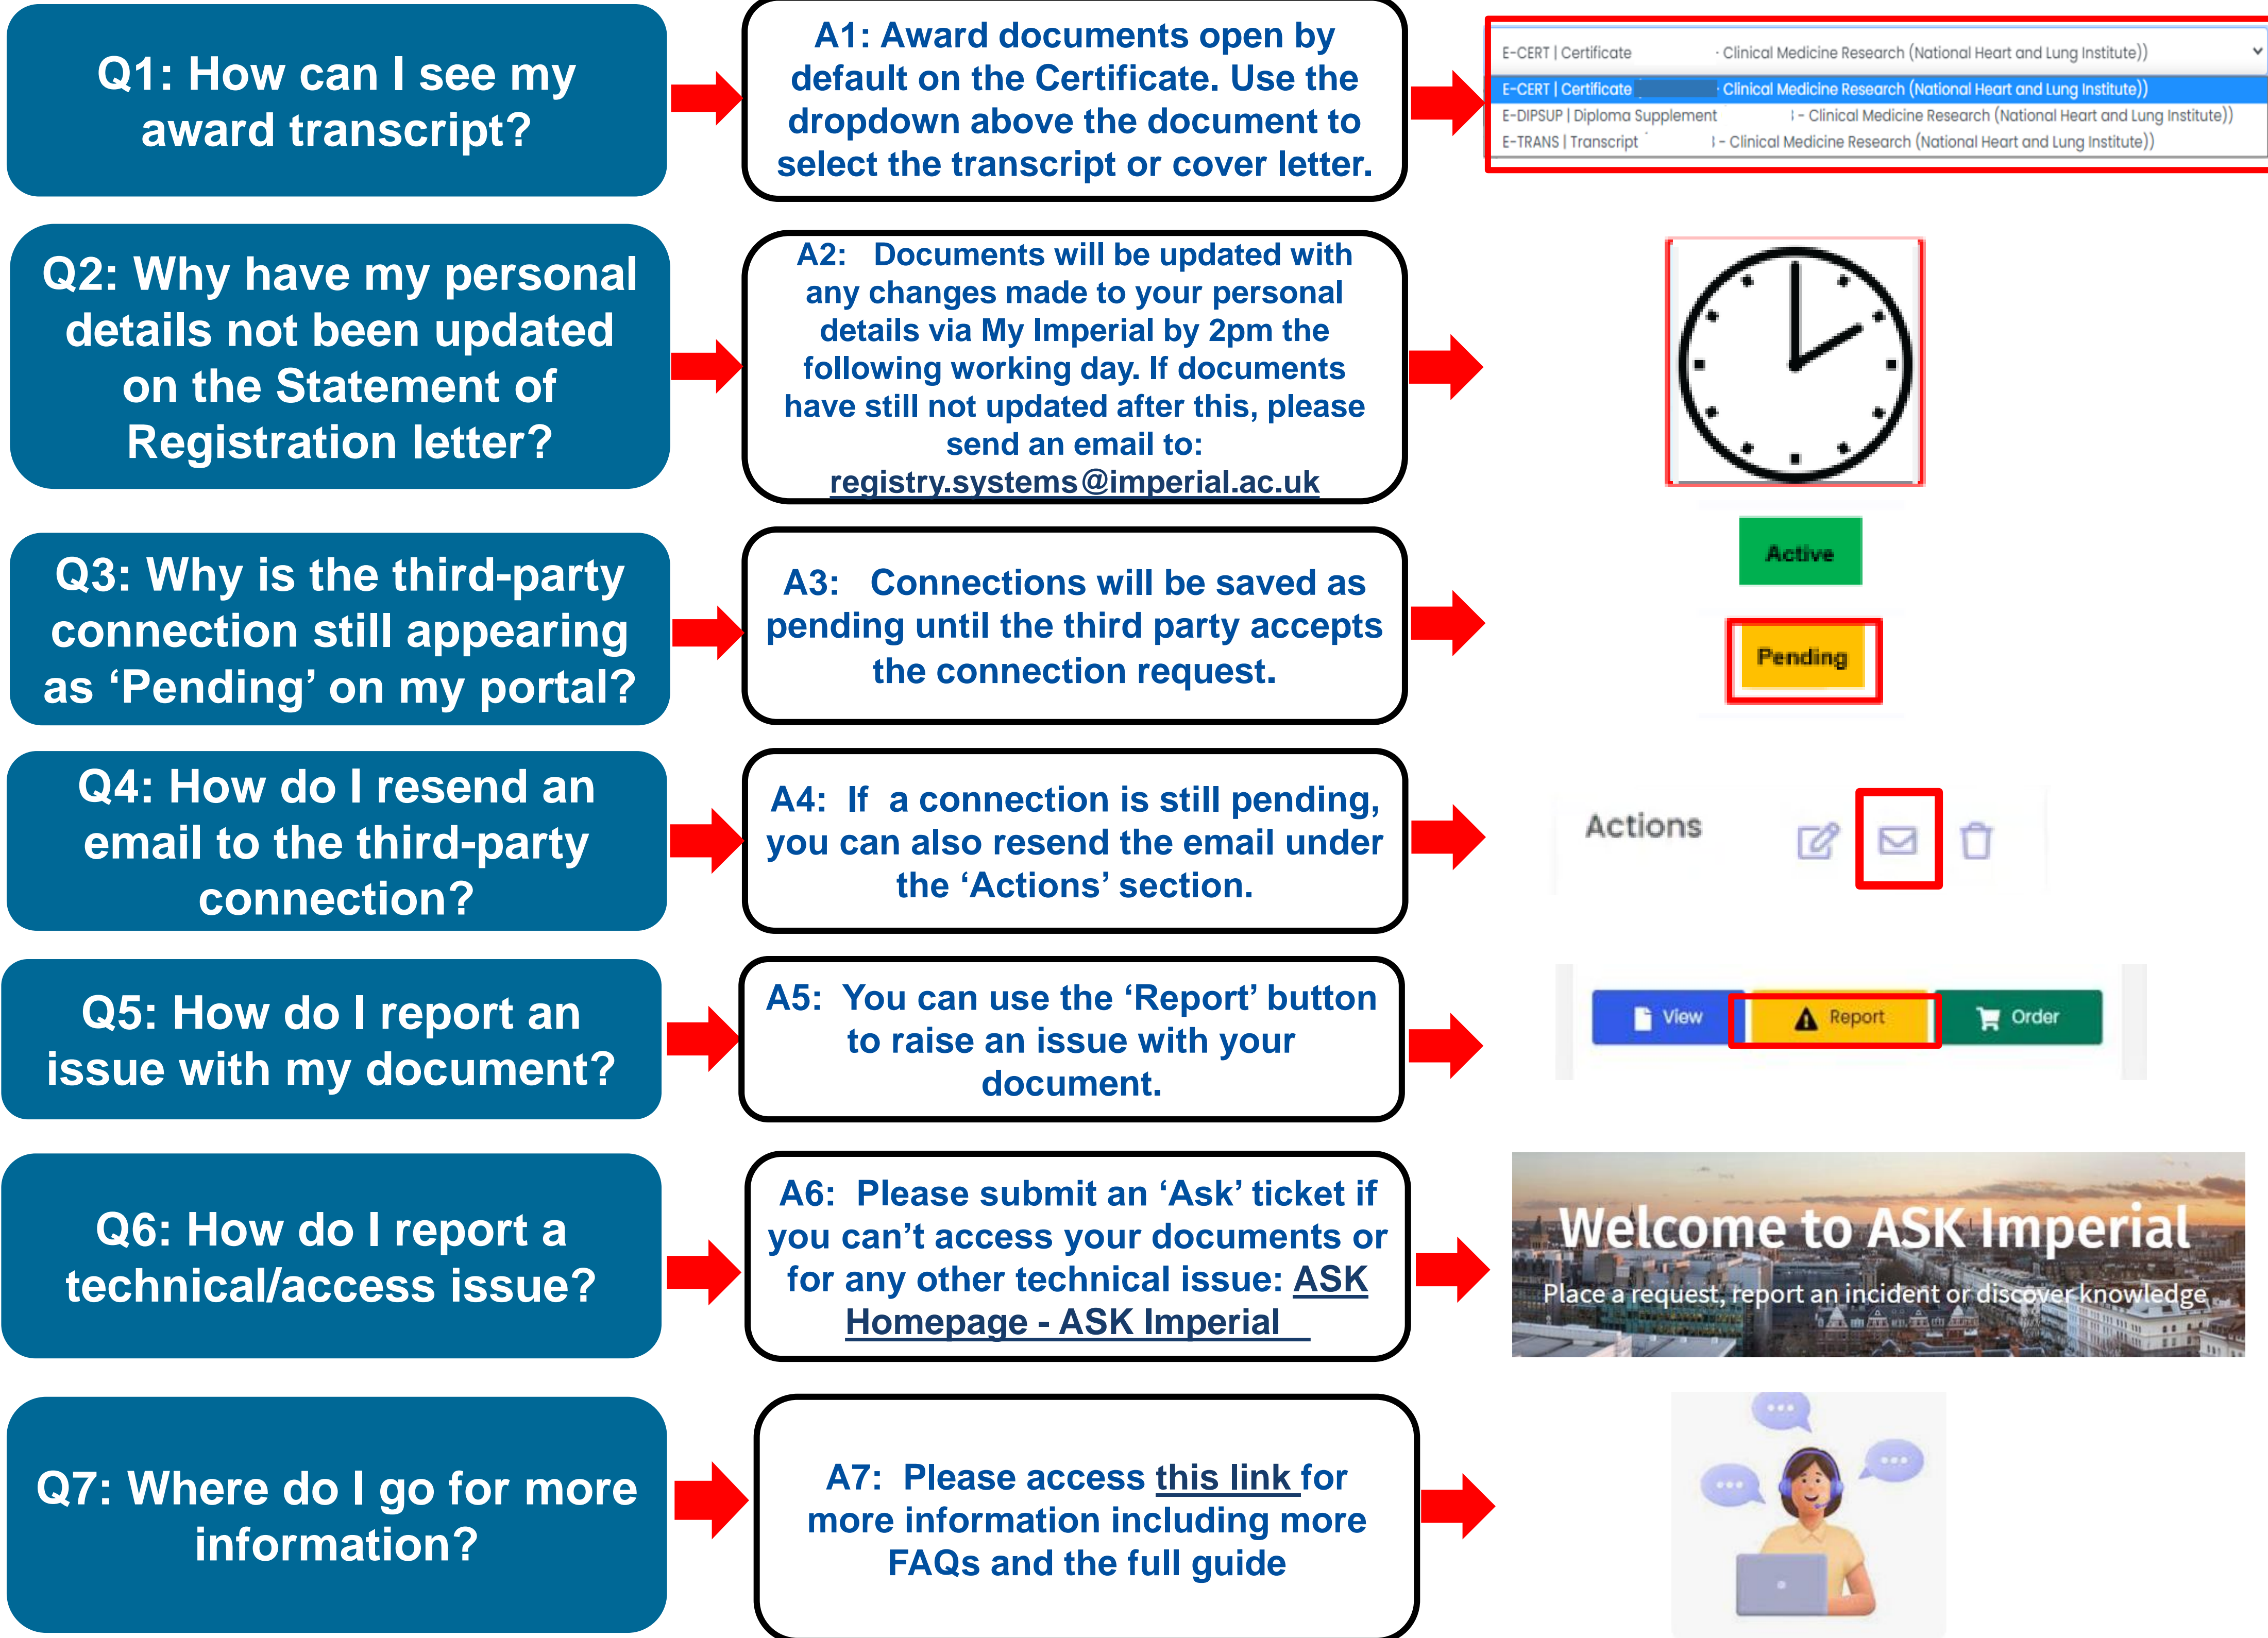 Q1: How can I see my
award transcript?
A1: Award documents open by
default on the Certificate. Use the
dropdown above the document to
select the transcript or cover letter.
E-CERT | Certificate - Clinical Medicine Research (National Heart and Lung Institute))
E-CERT | Certificate - Clinical Medicine Research (National Heart and Lung Institute))
E-DIPSUP | Diploma Supplement - Clinical Medicine Research (National Heart and Lung Institute))
E-TRANS | Transcript - Clinical Medicine Research (National Heart and Lung Institute))
Q2: Why have my personal
details not been updated
on the Statement of
Registration letter?
A2: Documents will be updated with
any changes made to your personal
details via My Imperial by 2pm the
following working day. If documents
have still not updated after this, please
send an email to:
registry.systems@imperial.ac.uk
Q3: Why is the third-party
connection still appearing
as ‘Pending’ on my portal?
A3: Connections will be saved as
pending until the third party accepts
the connection request.
Active
Pending
Q4: How do I resend an
email to the third-party
connection?
A4: If a connection is still pending,
you can also resend the email under
the ‘Actions’ section.
Actions
Q5: How do I report an
issue with my document?
A5: You can use the ‘Report’ button
to raise an issue with your
document.
View
Report
Order
Q6: How do I report a
technical/access issue?
A6: Please submit an ‘Ask’ ticket if
you can’t access your documents or
for any other technical issue: ASK
Homepage - ASK Imperial
Welcome to ASK Imperial
Place a request, report an incident or discover knowledge
Q7: Where do I go for more
information?
A7: Please access this link for
more information including more
FAQs and the full guide